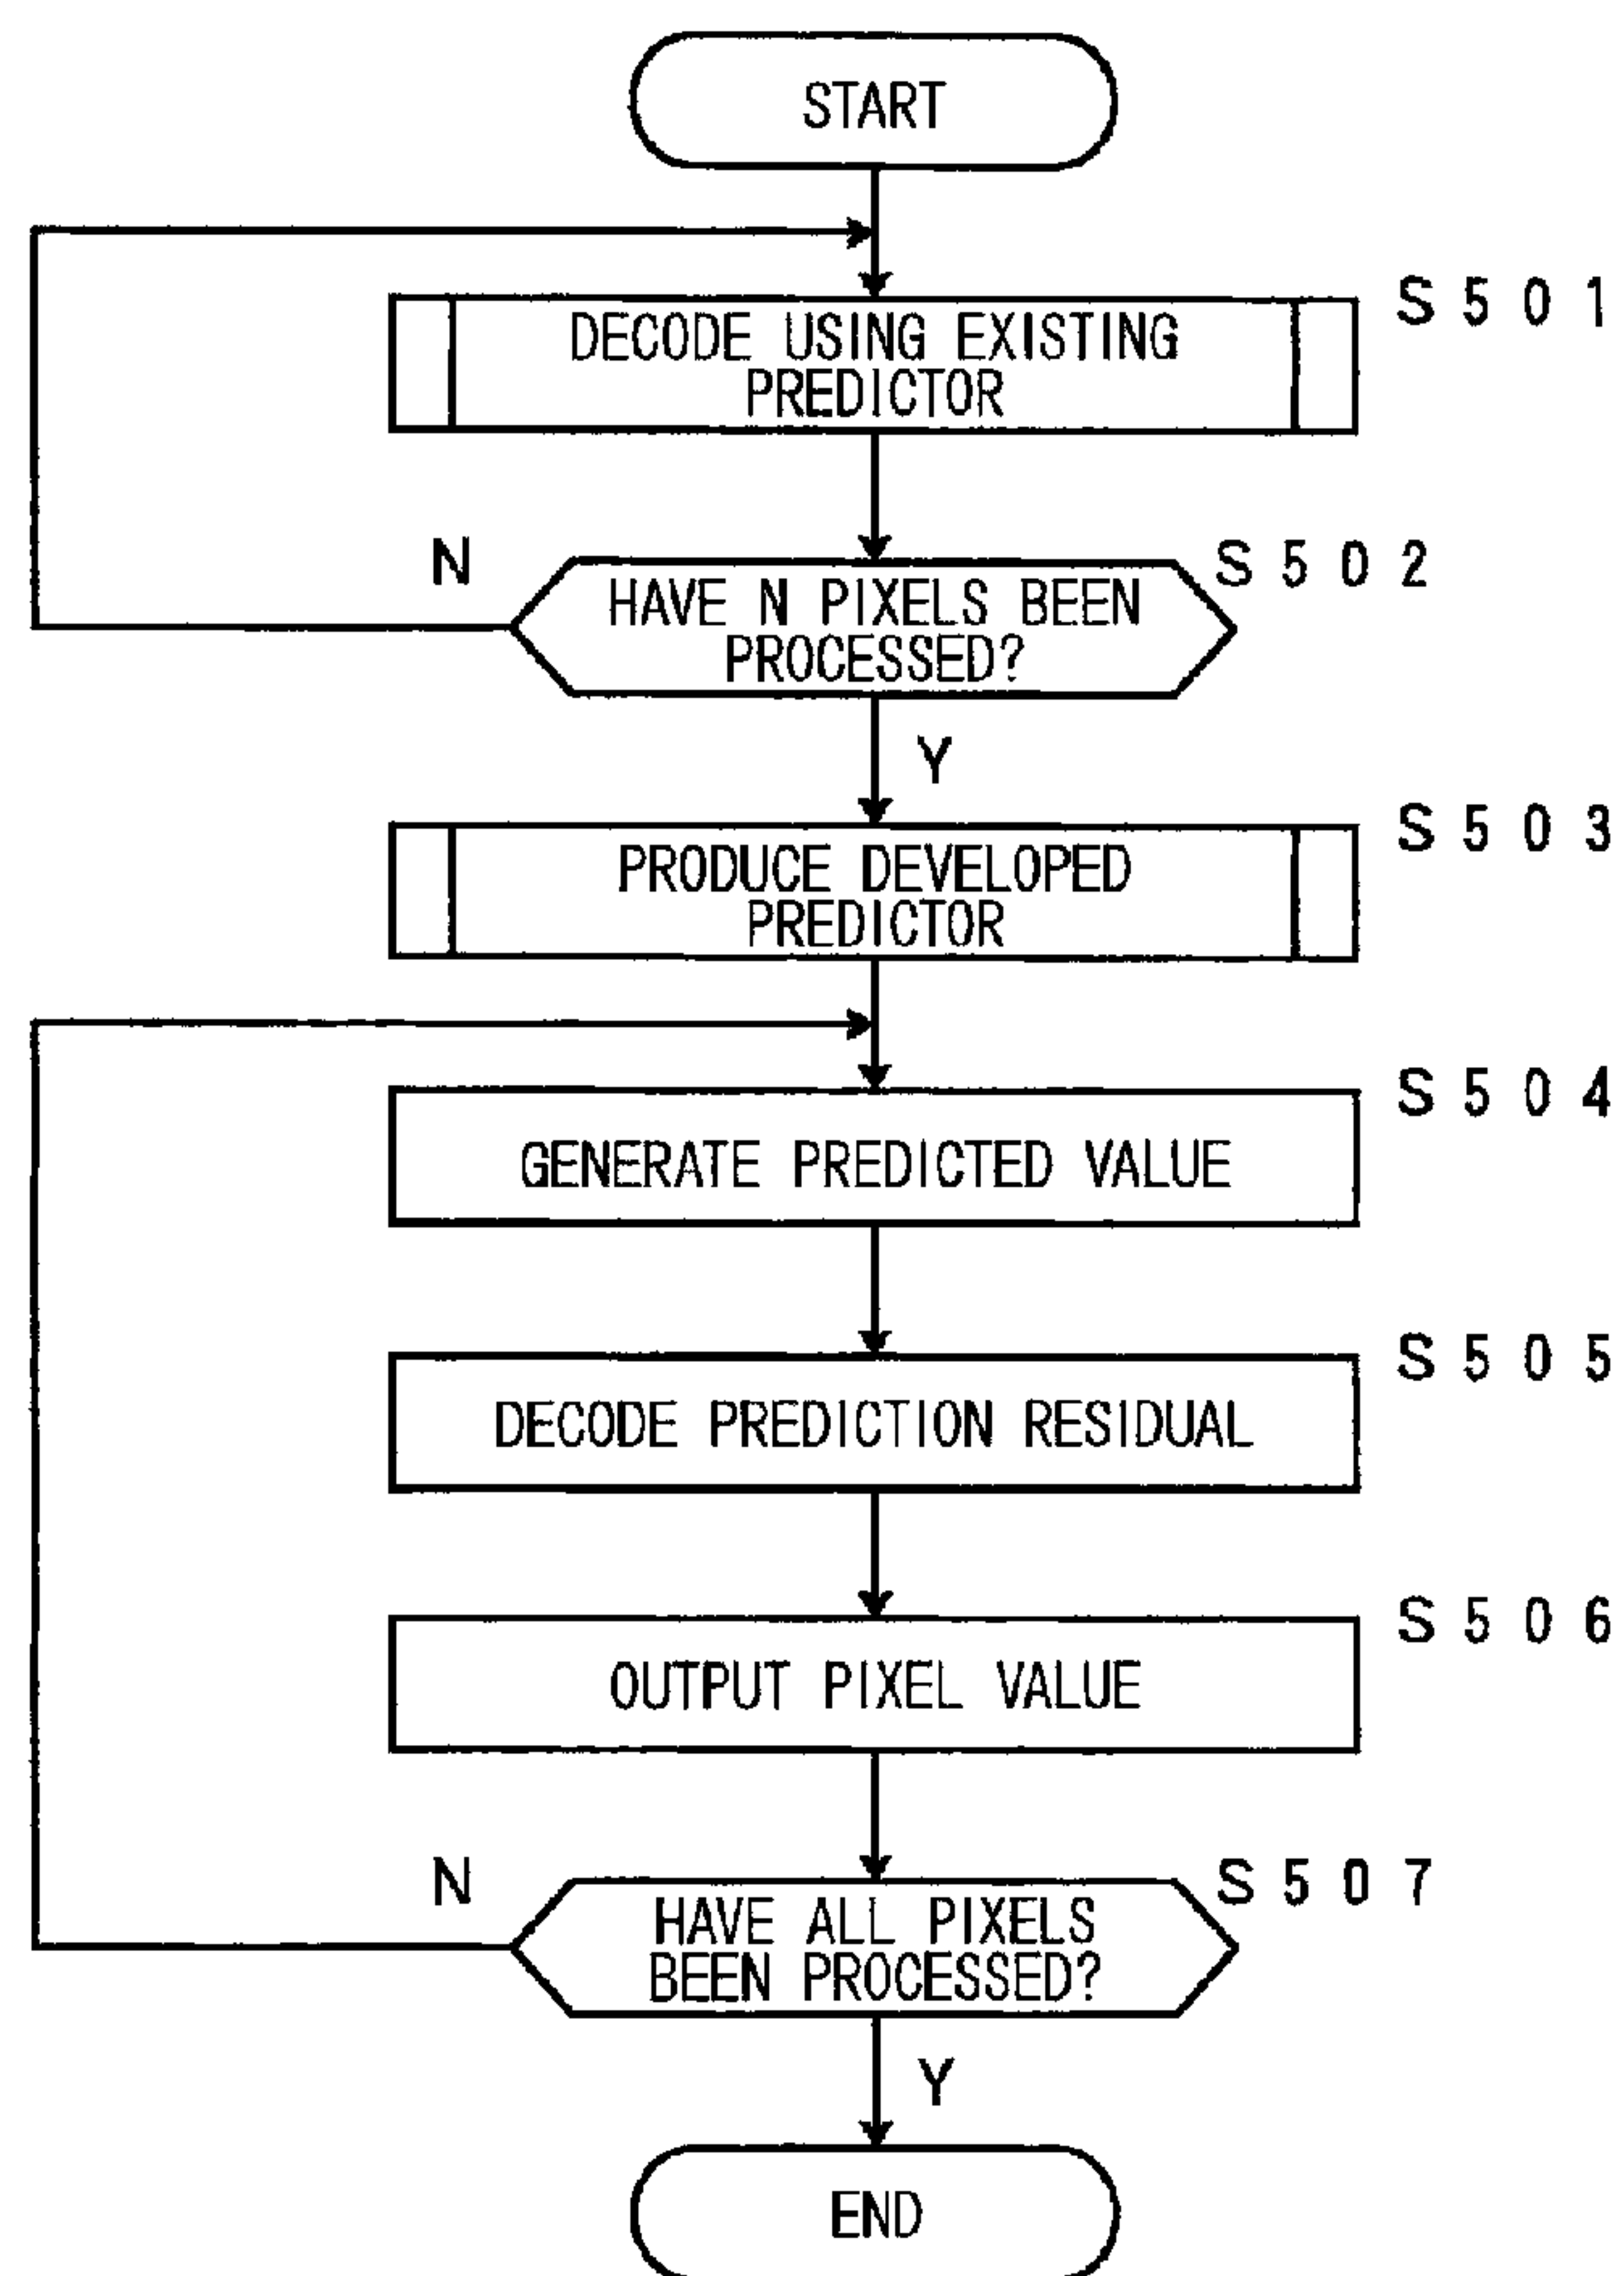 START
S501
DECODE USING EXISTING
PREDICTOR
N
S502
HAVE N PIXELS BEEN
PROCESSED?
Y
S503
PRODUCE DEVELOPED
PREDICTOR
S504
GENERATE PREDICTED VALUE
S505
DECODE PREDICTION RESIDUAL
S506
OUTPUT PIXEL VALUE
N
S507
HAVE ALL PIXELS
BEEN PROCESSED?
Y
END